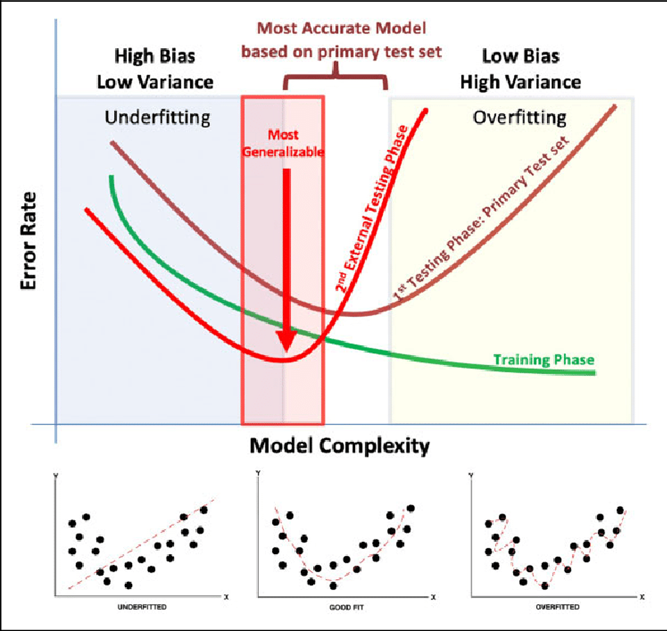 Most Accurate Model
based on primary test set
High Bias
Low Variance
Low Bias
High Variance
Underfitting
Overfitting
Most
Generalizable
2nd External Testing Phase
1st Testing Phase: Primary Test set
Training Phase
Error Rate
Model Complexity
Y
X
UNDERFITTED
Y
X
GOOD FIT
Y
X
OVERFITTED